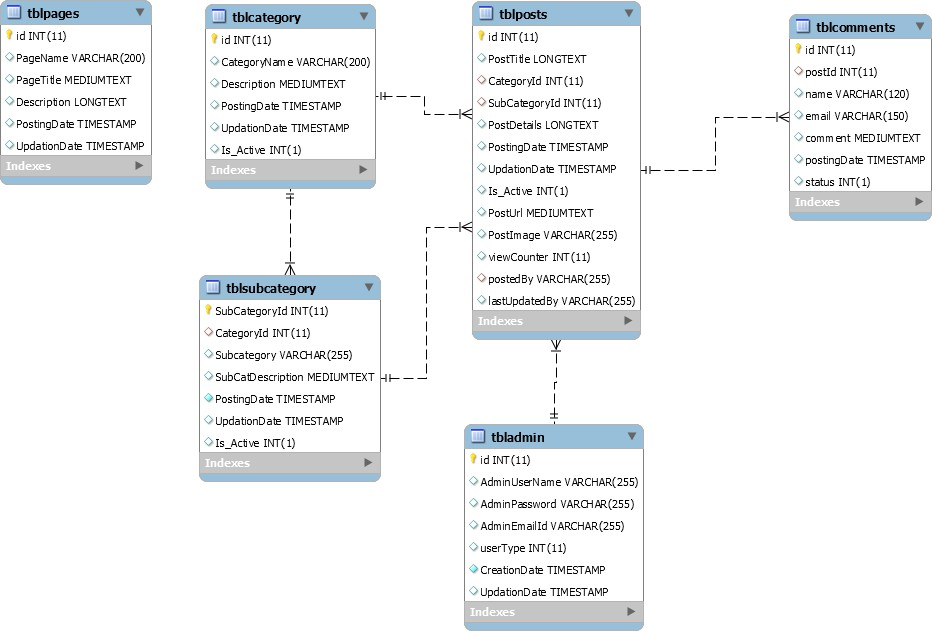 tblpages
id INT(11)
PageName VARCHAR(200)
PageTitle MEDIUMTEXT
Description LONGTEXT
PostingDate TIMESTAMP
UpdationDate TIMESTAMP
Indexes
tblcategory
id INT(11)
CategoryName VARCHAR(200)
Description MEDIUMTEXT
PostingDate TIMESTAMP
UpdationDate TIMESTAMP
Is_Active INT(1)
Indexes
tblposts
id INT(11)
PostTitle LONGTEXT
CategoryId INT(11)
SubCategoryId INT(11)
PostDetails LONGTEXT
PostingDate TIMESTAMP
UpdationDate TIMESTAMP
Is_Active INT(1)
PostUrl MEDIUMTEXT
PostImage VARCHAR(255)
viewCounter INT(11)
postedBy VARCHAR(255)
lastUpdatedBy VARCHAR(255)
Indexes
tblcomments
id INT(11)
postId INT(11)
name VARCHAR(120)
email VARCHAR(150)
comment MEDIUMTEXT
postingDate TIMESTAMP
status INT(1)
Indexes
tblsubcategory
SubCategoryId INT(11)
CategoryId INT(11)
Subcategory VARCHAR(255)
SubCatDescription MEDIUMTEXT
PostingDate TIMESTAMP
UpdationDate TIMESTAMP
Is_Active INT(1)
Indexes
tbladmin
id INT(11)
AdminUserName VARCHAR(255)
AdminPassword VARCHAR(255)
AdminEmailId VARCHAR(255)
userType INT(11)
CreationDate TIMESTAMP
UpdationDate TIMESTAMP
Indexes